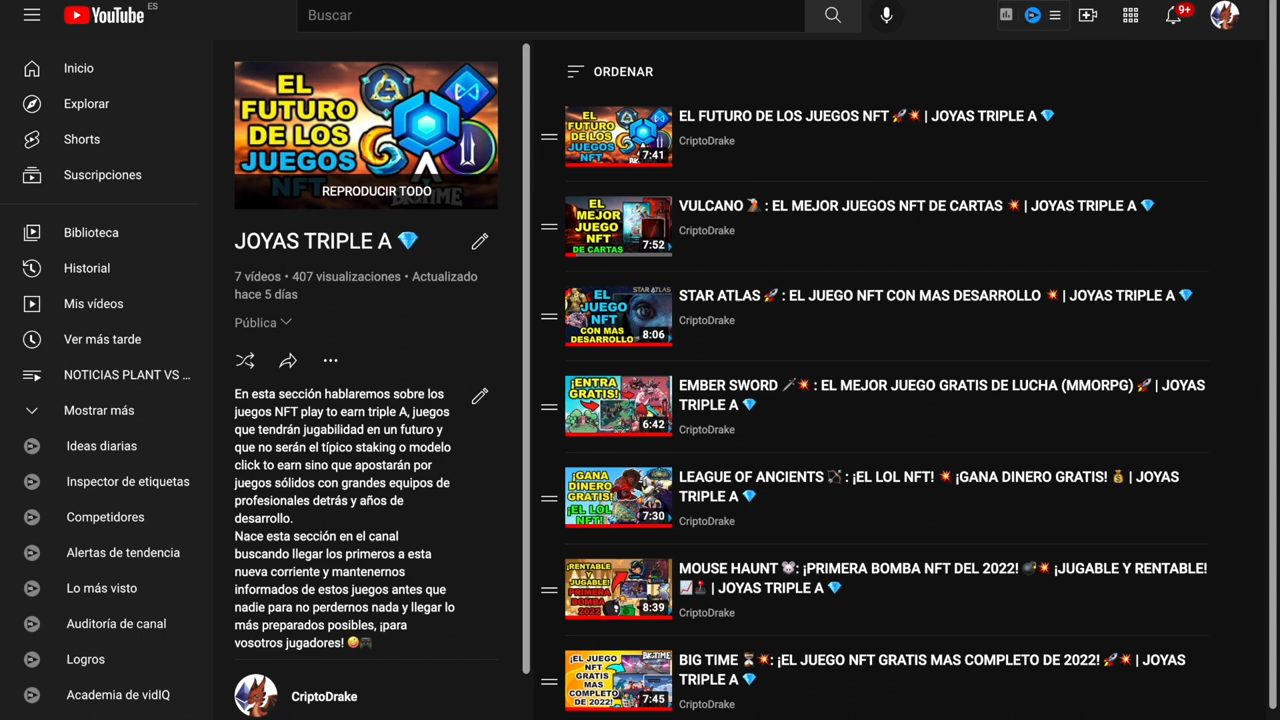 YouTube ES
Buscar
9+
Inicio
Explorar
Shorts
Suscripciones
Biblioteca
Historial
Mis vídeos
Ver más tarde
NOTICIAS PLANT VS ...
Mostrar más
Ideas diarias
Inspector de etiquetas
Competidores
Alertas de tendencia
Lo más visto
Auditoría de canal
Logros
Academia de vidIQ
EL
FUTURO
DE LOS
JUEGOS
NFT
BIGTIME
REPRODUCIR TODO
JOYAS TRIPLE A 💎
7 vídeos • 407 visualizaciones • Actualizado
hace 5 días
Pública
En esta sección hablaremos sobre los
juegos NFT play to earn triple A, juegos
que tendrán jugabilidad en un futuro y
que no serán el típico staking o modelo
click to earn sino que apostarán por
juegos sólidos con grandes equipos de
profesionales detrás y años de
desarrollo.
Nace esta sección en el canal
buscando llegar los primeros a esta
nueva corriente y mantenernos
informados de estos juegos antes que
nadie para no perdernos nada y llegar lo
más preparados posibles, ¡para
vosotros jugadores! 🤪🎮
CriptoDrake
ORDENAR
EL
FUTURO
DE LOS
JUEGOS
NFT
7:41
EL FUTURO DE LOS JUEGOS NFT 🚀💥 | JOYAS TRIPLE A 💎
CriptoDrake
EL
MEJOR
JUEGO
NFT
DE CARTAS
7:52
VULCANO 🌋 : EL MEJOR JUEGOS NFT DE CARTAS 💥 | JOYAS TRIPLE A 💎
CriptoDrake
STAR ATLAS
EL
JUEGO
NFT
CON MAS
DESARROLLO
8:06
STAR ATLAS 🚀 : EL JUEGO NFT CON MAS DESARROLLO 💥 | JOYAS TRIPLE A 💎
CriptoDrake
¡ENTRA
GRATIS!
6:42
EMBER SWORD 🗡💥 : EL MEJOR JUEGO GRATIS DE LUCHA (MMORPG) 🚀 | JOYAS
TRIPLE A 💎
CriptoDrake
¡GANA
DINERO
GRATIS!
¡EL LOL
NFT!
7:30
LEAGUE OF ANCIENTS 🏹: ¡EL LOL NFT! 💥 ¡GANA DINERO GRATIS! 💰 | JOYAS
TRIPLE A 💎
CriptoDrake
¡RENTABLE
Y
JUGABLE!
PRIMERA
BOMBA
2022
8:39
MOUSE HAUNT 🐭: ¡PRIMERA BOMBA NFT DEL 2022! 💣💥 ¡JUGABLE Y RENTABLE!
📈🕹 | JOYAS TRIPLE A 💎
CriptoDrake
¡EL JUEGO
NFT
GRATIS
MAS
COMPLETO
DE 2022!
BIGTIME
7:45
BIG TIME ⏳💥: ¡EL JUEGO NFT GRATIS MAS COMPLETO DE 2022! 🚀💥 | JOYAS
TRIPLE A 💎
CriptoDrake